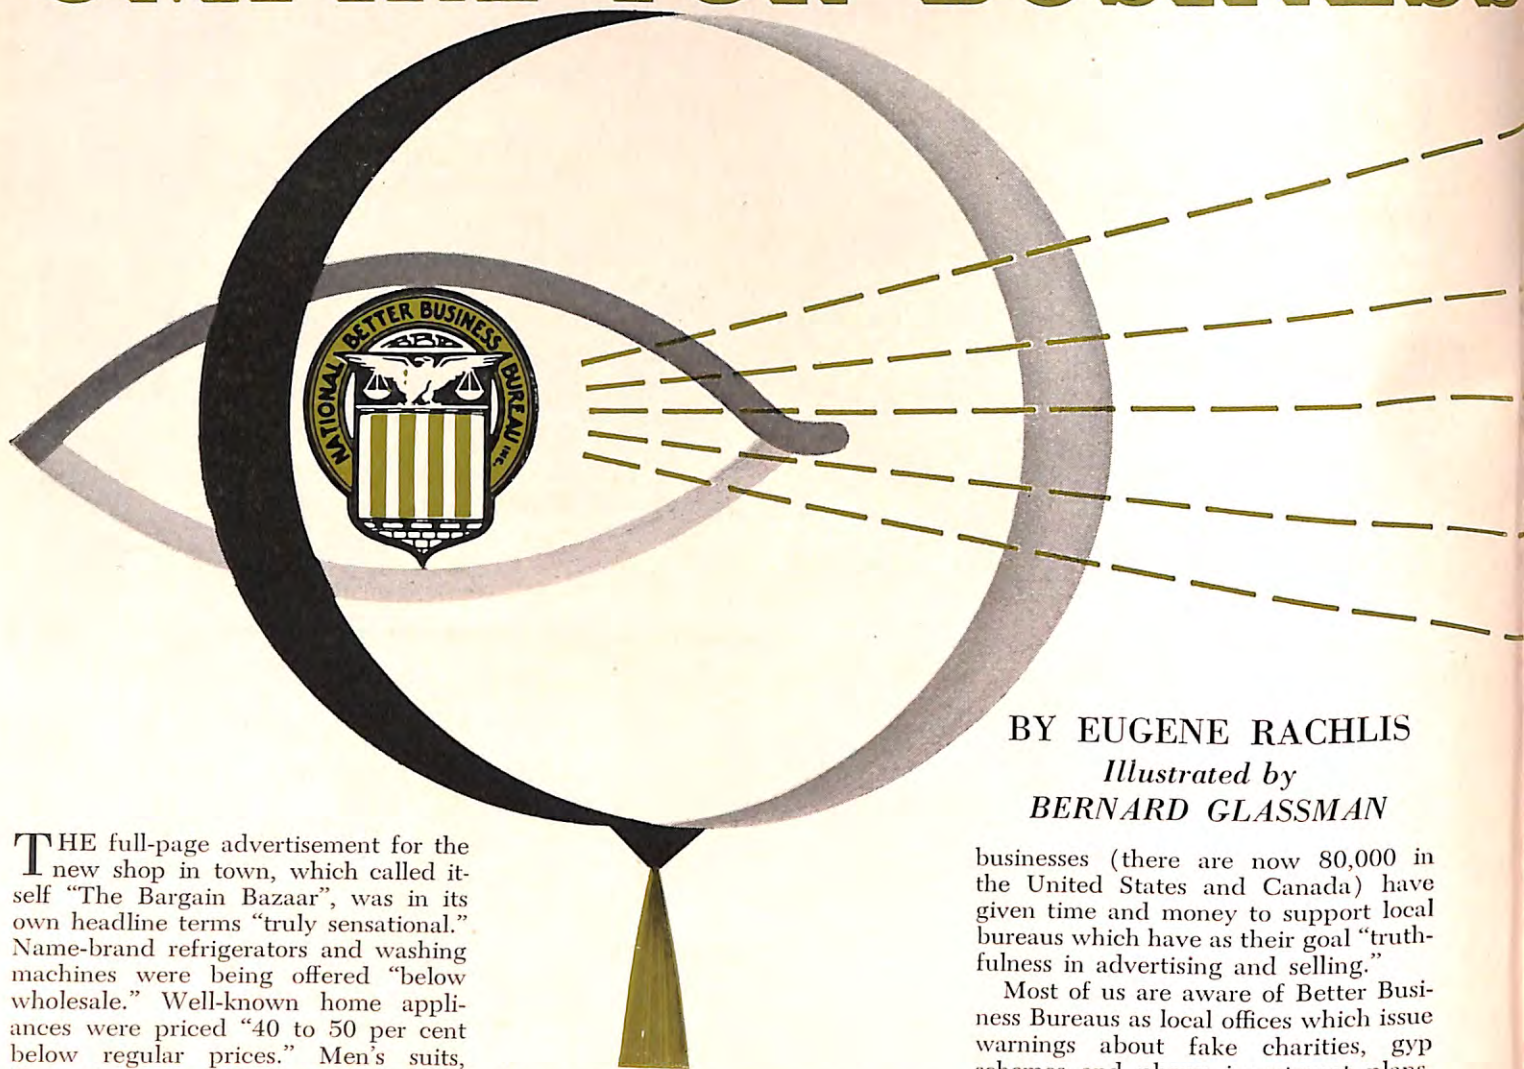 FOR BUSINESS
NATIONAL BETTER BUSINESS BUREAU INC.
BBB
BY EUGENE RACHLIS
Illustrated by
BERNARD GLASSMAN
THE full-page advertisement for the
new shop in town, which called it-
self “The Bargain Bazaar”, was in its
own headline terms “truly sensational.”
Name-brand refrigerators and washing
machines were being offered “below
wholesale.” Well-known home appli-
ances were priced “40 to 50 per cent
below regular prices.” Men’s suits,
businesses (there are now 80,000 in
the United States and Canada) have
given time and money to support local
bureaus which have as their goal “truth-
fulness in advertising and selling.”
Most of us are aware of Better Busi-
ness Bureaus as local offices which issue
warnings about fake charities, gyp